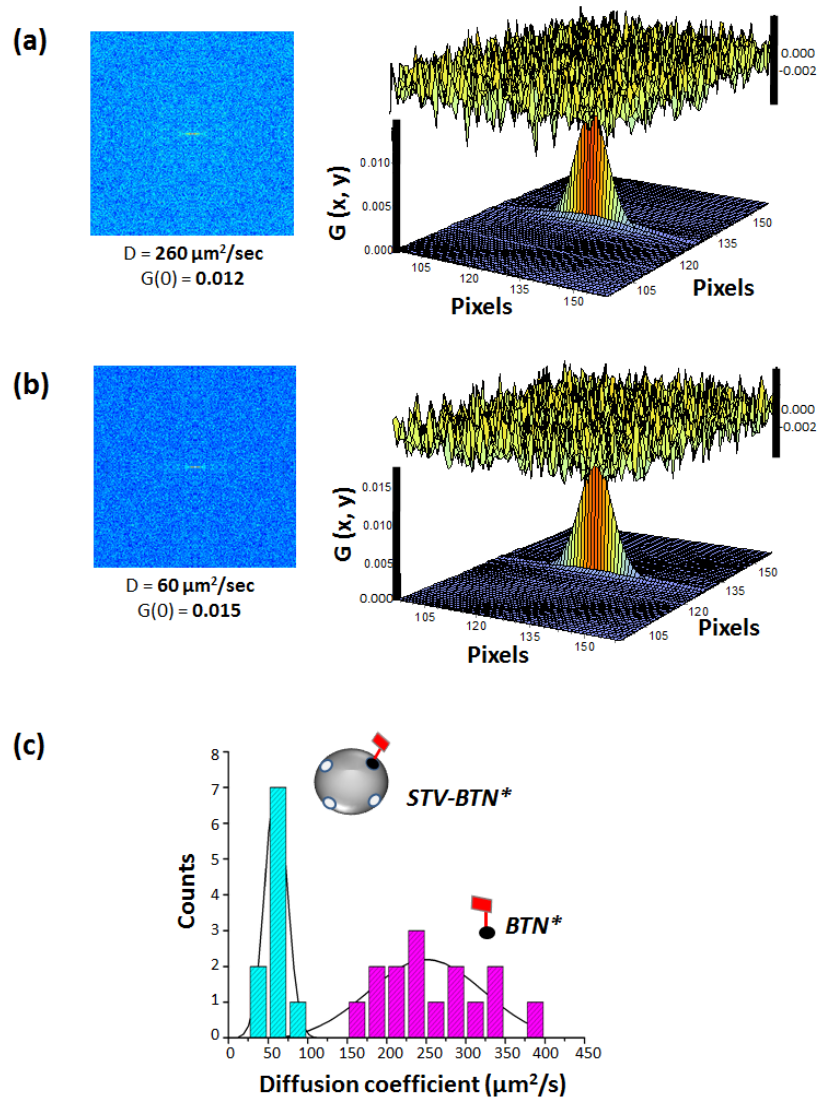 (a)
D = 260 µm²/sec
G(0) = 0.012
0.000
-0.002
G (x, y)
0.010
0.005
0.000
105
120
135
150
Pixels
105
120
135
150
Pixels
(b)
D = 60 µm²/sec
G(0) = 0.015
0.000
-0.002
G (x, y)
0.015
0.010
0.005
0.000
105
120
135
150
Pixels
105
120
135
150
Pixels
(c)
8
7
6
5
4
3
2
1
0
Counts
STV-BTN*
BTN*
0 50 100 150 200 250 300 350 400 450
Diffusion coefficient (µm²/s)